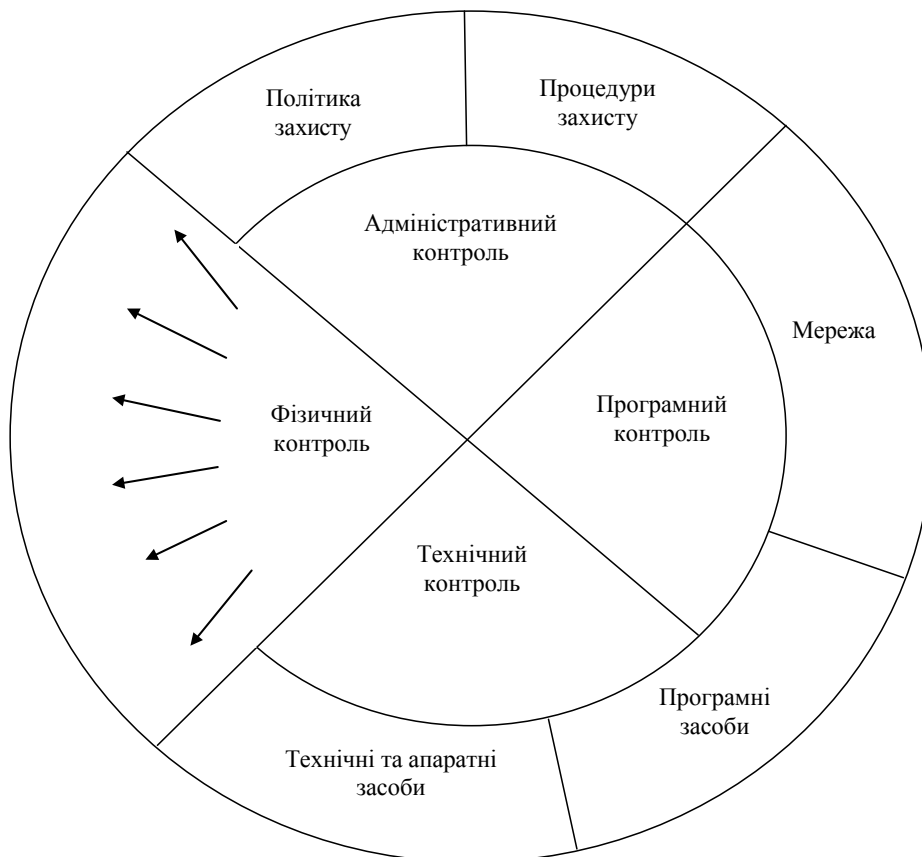 Політика
захисту
Процедури
захисту
Адміністративний
контроль
Мережа
Фізичний
контроль
Програмний
контроль
Технічний
контроль
Програмні
засоби
Технічні та апаратні
засоби